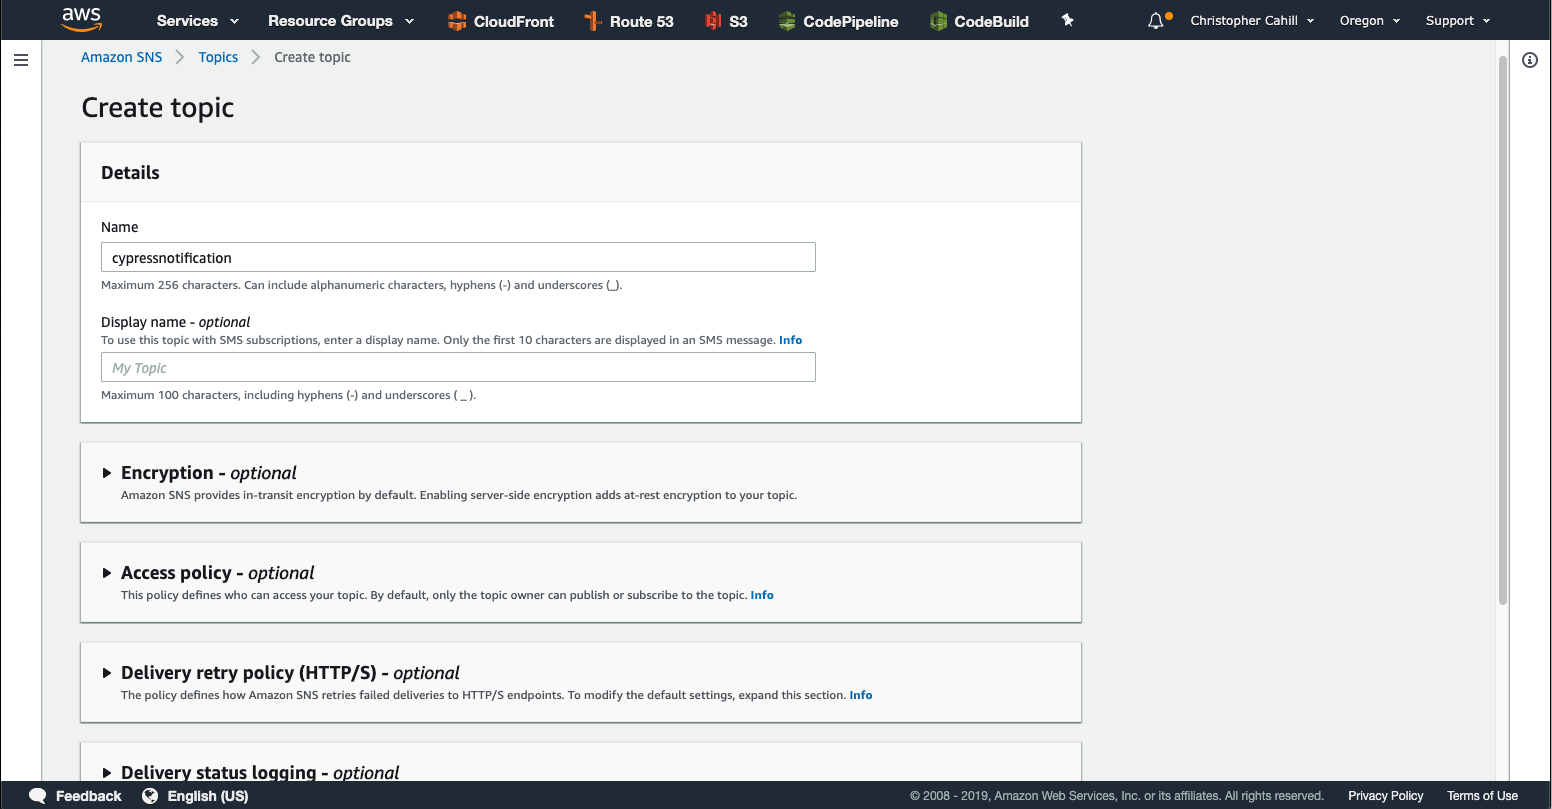 aws Services Resource Groups CloudFront Route 53 S3 CodePipeline CodeBuild Christopher Cahill Oregon Support
Amazon SNS Topics Create topic
Create topic
Details
Name
cypressnotification
Maximum 256 characters. Can include alphanumeric characters, hyphens (-) and underscores (_).
Display name - optional
To use this topic with SMS subscriptions, enter a display name. Only the first 10 characters are displayed in an SMS message. Info
My Topic
Maximum 100 characters, including hyphens (-) and underscores ( _ ).
Encryption - optional
Amazon SNS provides in-transit encryption by default. Enabling server-side encryption adds at-rest encryption to your topic.
Access policy - optional
This policy defines who can access your topic. By default, only the topic owner can publish or subscribe to the topic. Info
Delivery retry policy (HTTP/S) - optional
The policy defines how Amazon SNS retries failed deliveries to HTTP/S endpoints. To modify the default settings, expand this section. Info
Delivery status logging - optional
Feedback English (US) © 2008 - 2019, Amazon Web Services, Inc. or its affiliates. All rights reserved. Privacy Policy Terms of Use